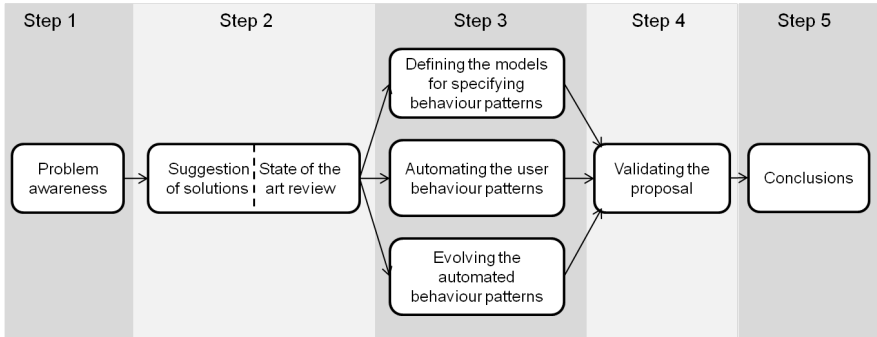 Step 1
Step 2
Step 3
Step 4
Step 5
Problem
awareness
Suggestion
of solutions
State of the
art review
Defining the models
for specifying
behaviour patterns
Automating the user
behaviour patterns
Evolving the
automated
behaviour patterns
Validating the
proposal
Conclusions